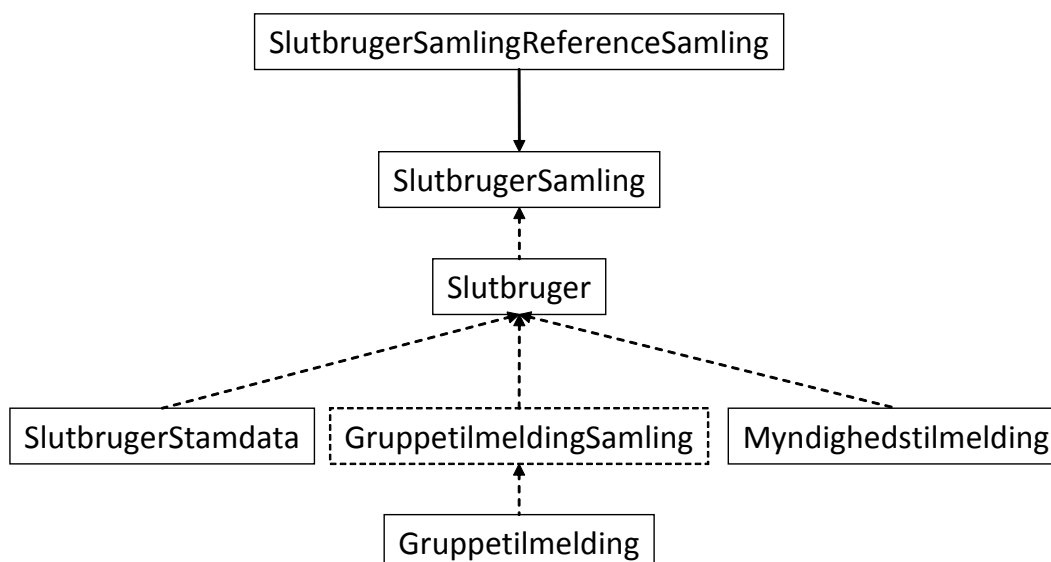 SlutbrugerSamlingReferenceSamling
SlutbrugerSamling
Slutbruger
SlutbrugerStamdata
GruppetilmeldingSamling
Myndighedstilmelding
Gruppetilmelding